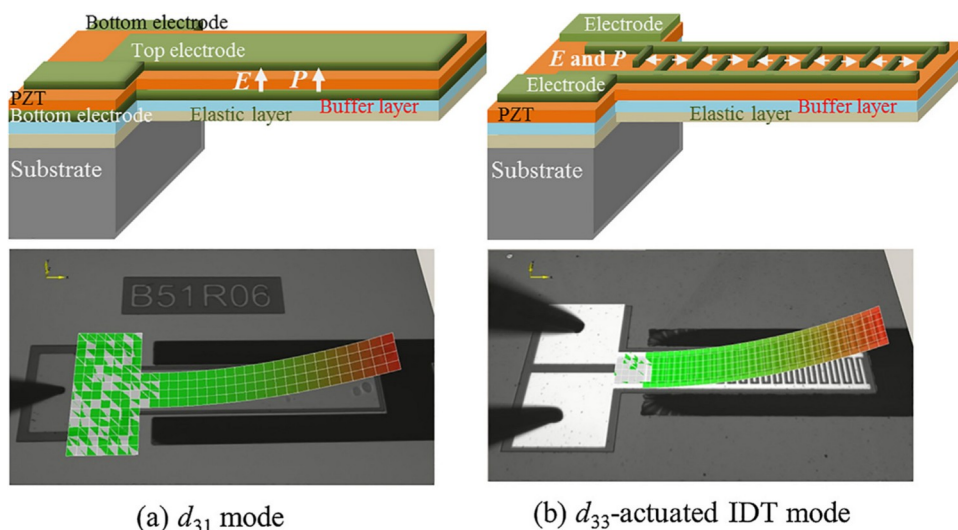 Bottom electrode
Top electrode
E P
PZT
Bottom electrode
Elastic layer
Buffer layer
Substrate
Electrode
E and P
Electrode
PZT
Elastic layer
Buffer layer
Substrate
B51R06
(a) d31 mode
(b) d33-actuated IDT mode